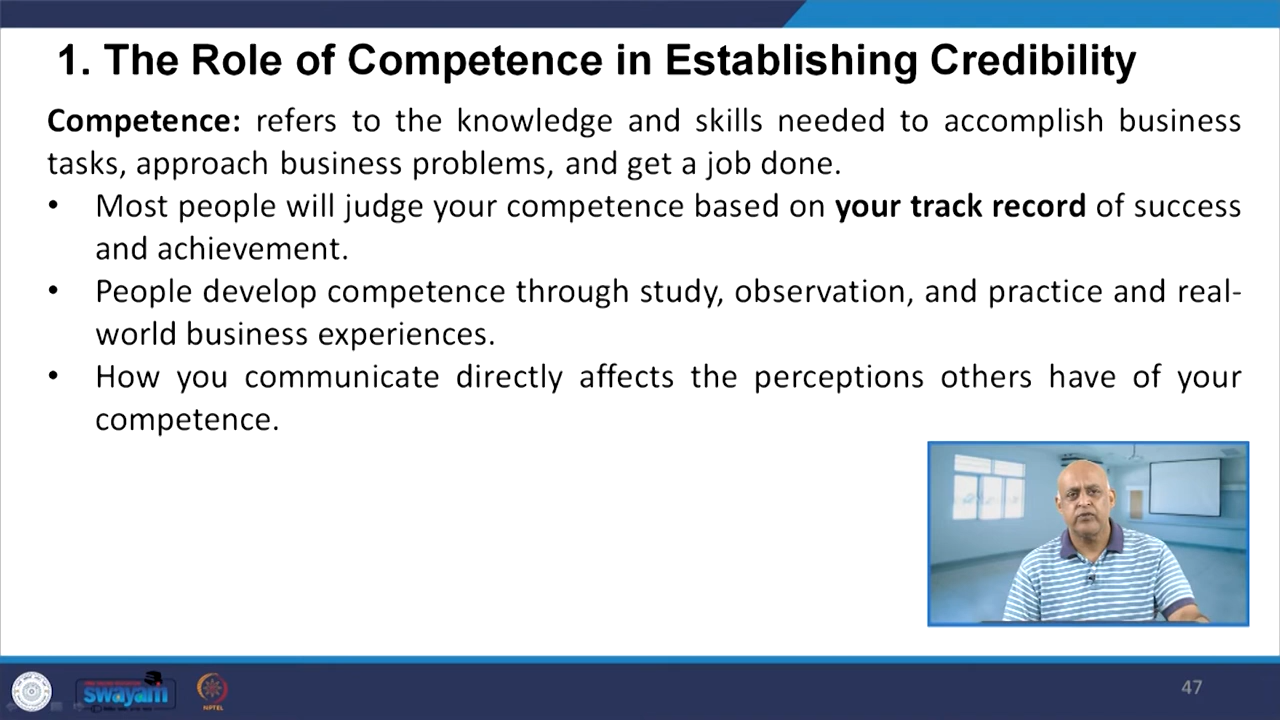 1. The Role of Competence in Establishing Credibility
Competence: refers to the knowledge and skills needed to accomplish business
tasks, approach business problems, and get a job done.
• Most people will judge your competence based on your track record of success
and achievement.
• People develop competence through study, observation, and practice and real-
world business experiences.
• How you communicate directly affects the perceptions others have of your
competence.
swayam
NPTEL
47